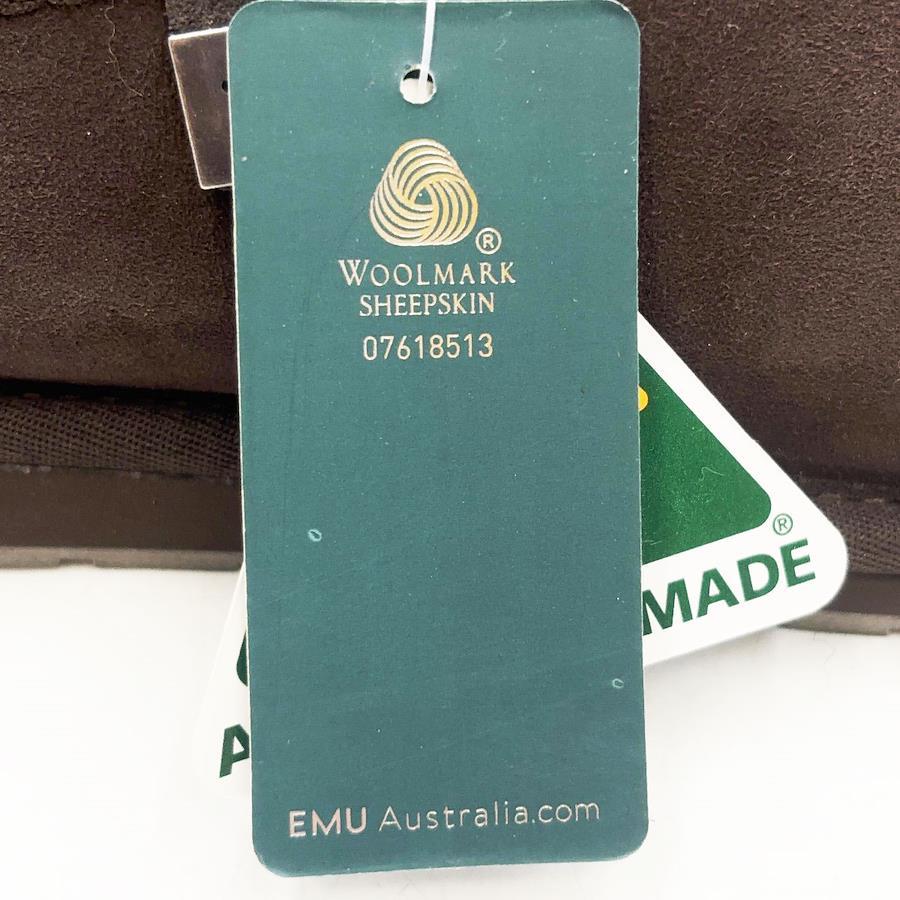 ®
WOOLMARK
SHEEPSKIN
07618513
®
MADE
A
EMU Australia.com